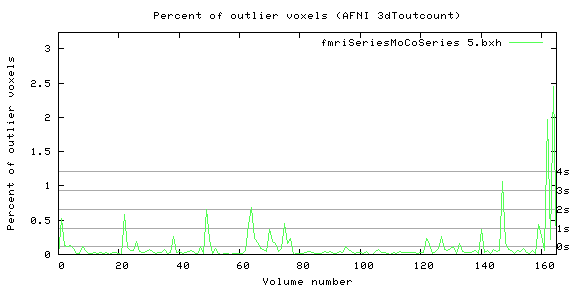 Percent of outlier voxels (AFNI 3dToutcount)
fmriSeriesMoCoSeries 5.bxh
Percent of outlier voxels
3
2.5
2
1.5
1
0.5
0
4s
3s
2s
1s
0s
0 20 40 60 80 100 120 140 160
Volume number